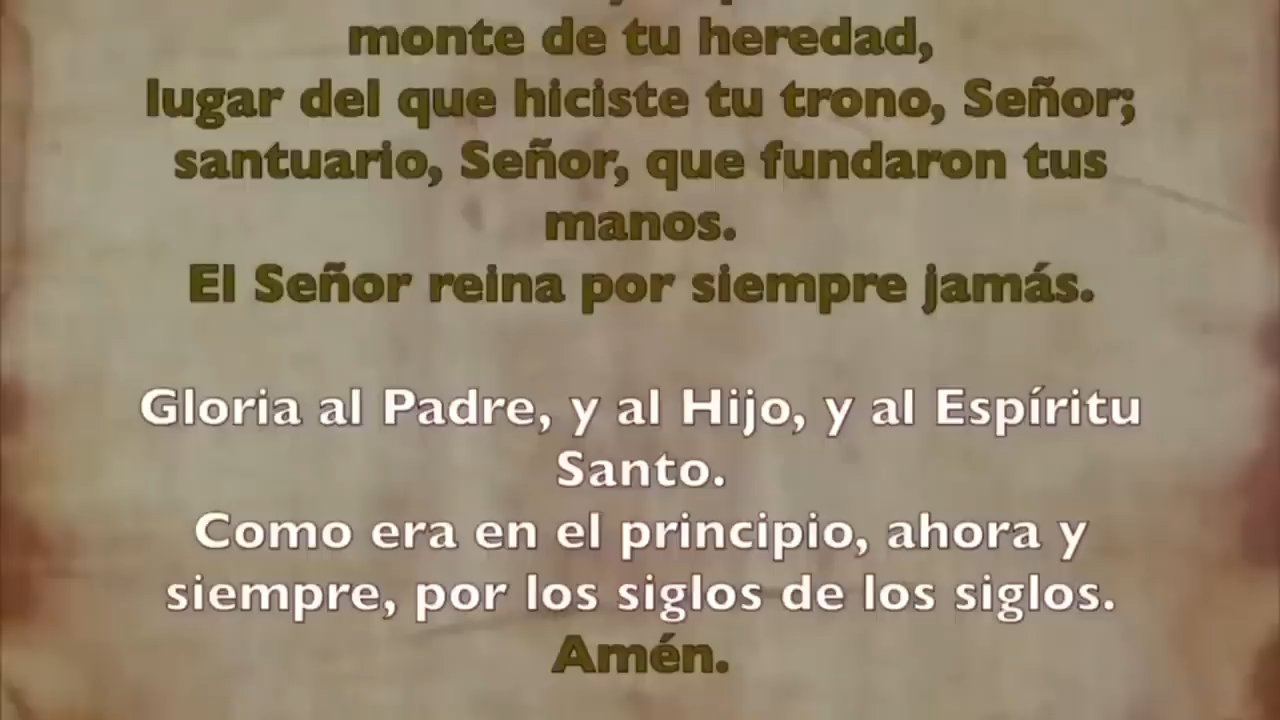 monte de tu heredad,
lugar del que hiciste tu trono, Señor;
santuario, Señor, que fundaron tus
manos.
El Señor reina por siempre jamás.
Gloria al Padre, y al Hijo, y al Espíritu
Santo.
Como era en el principio, ahora y
siempre, por los siglos de los siglos.
Amén.